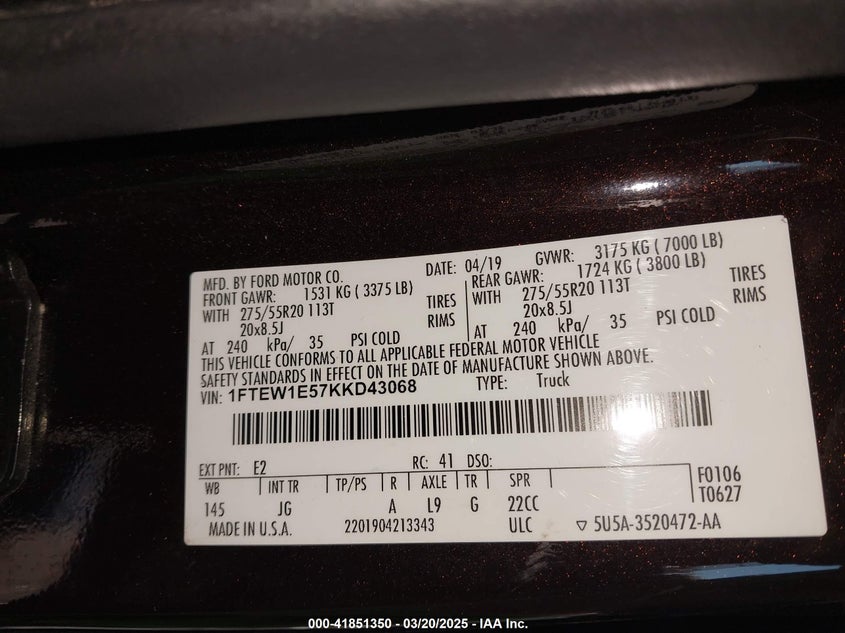 MFD. BY FORD MOTOR CO.
DATE: 04/19
GVWR: 3175 KG ( 7000 LB)
FRONT GAWR: 1531 KG ( 3375 LB)
REAR GAWR: 1724 KG ( 3800 LB)
WITH 275/55R20 113T TIRES
WITH 275/55R20 113T TIRES
20x8.5J RIMS
20x8.5J RIMS
AT 240 kPa/ 35 PSI COLD
AT 240 kPa/ 35 PSI COLD
THIS VEHICLE CONFORMS TO ALL APPLICABLE FEDERAL MOTOR VEHICLE
SAFETY STANDARDS IN EFFECT ON THE DATE OF MANUFACTURE SHOWN ABOVE.
VIN: 1FTEW1E57KKD43068 TYPE: Truck
EXT PNT: E2 RC: 41 DSO:
WB INT TR TP/PS R AXLE TR SPR
145 JG A L9 G 22CC
F0106
T0627
MADE IN U.S.A. 2201904213343 ULC ▽ 5U5A-3520472-AA
000-41851350 - 03/20/2025 - IAA Inc.